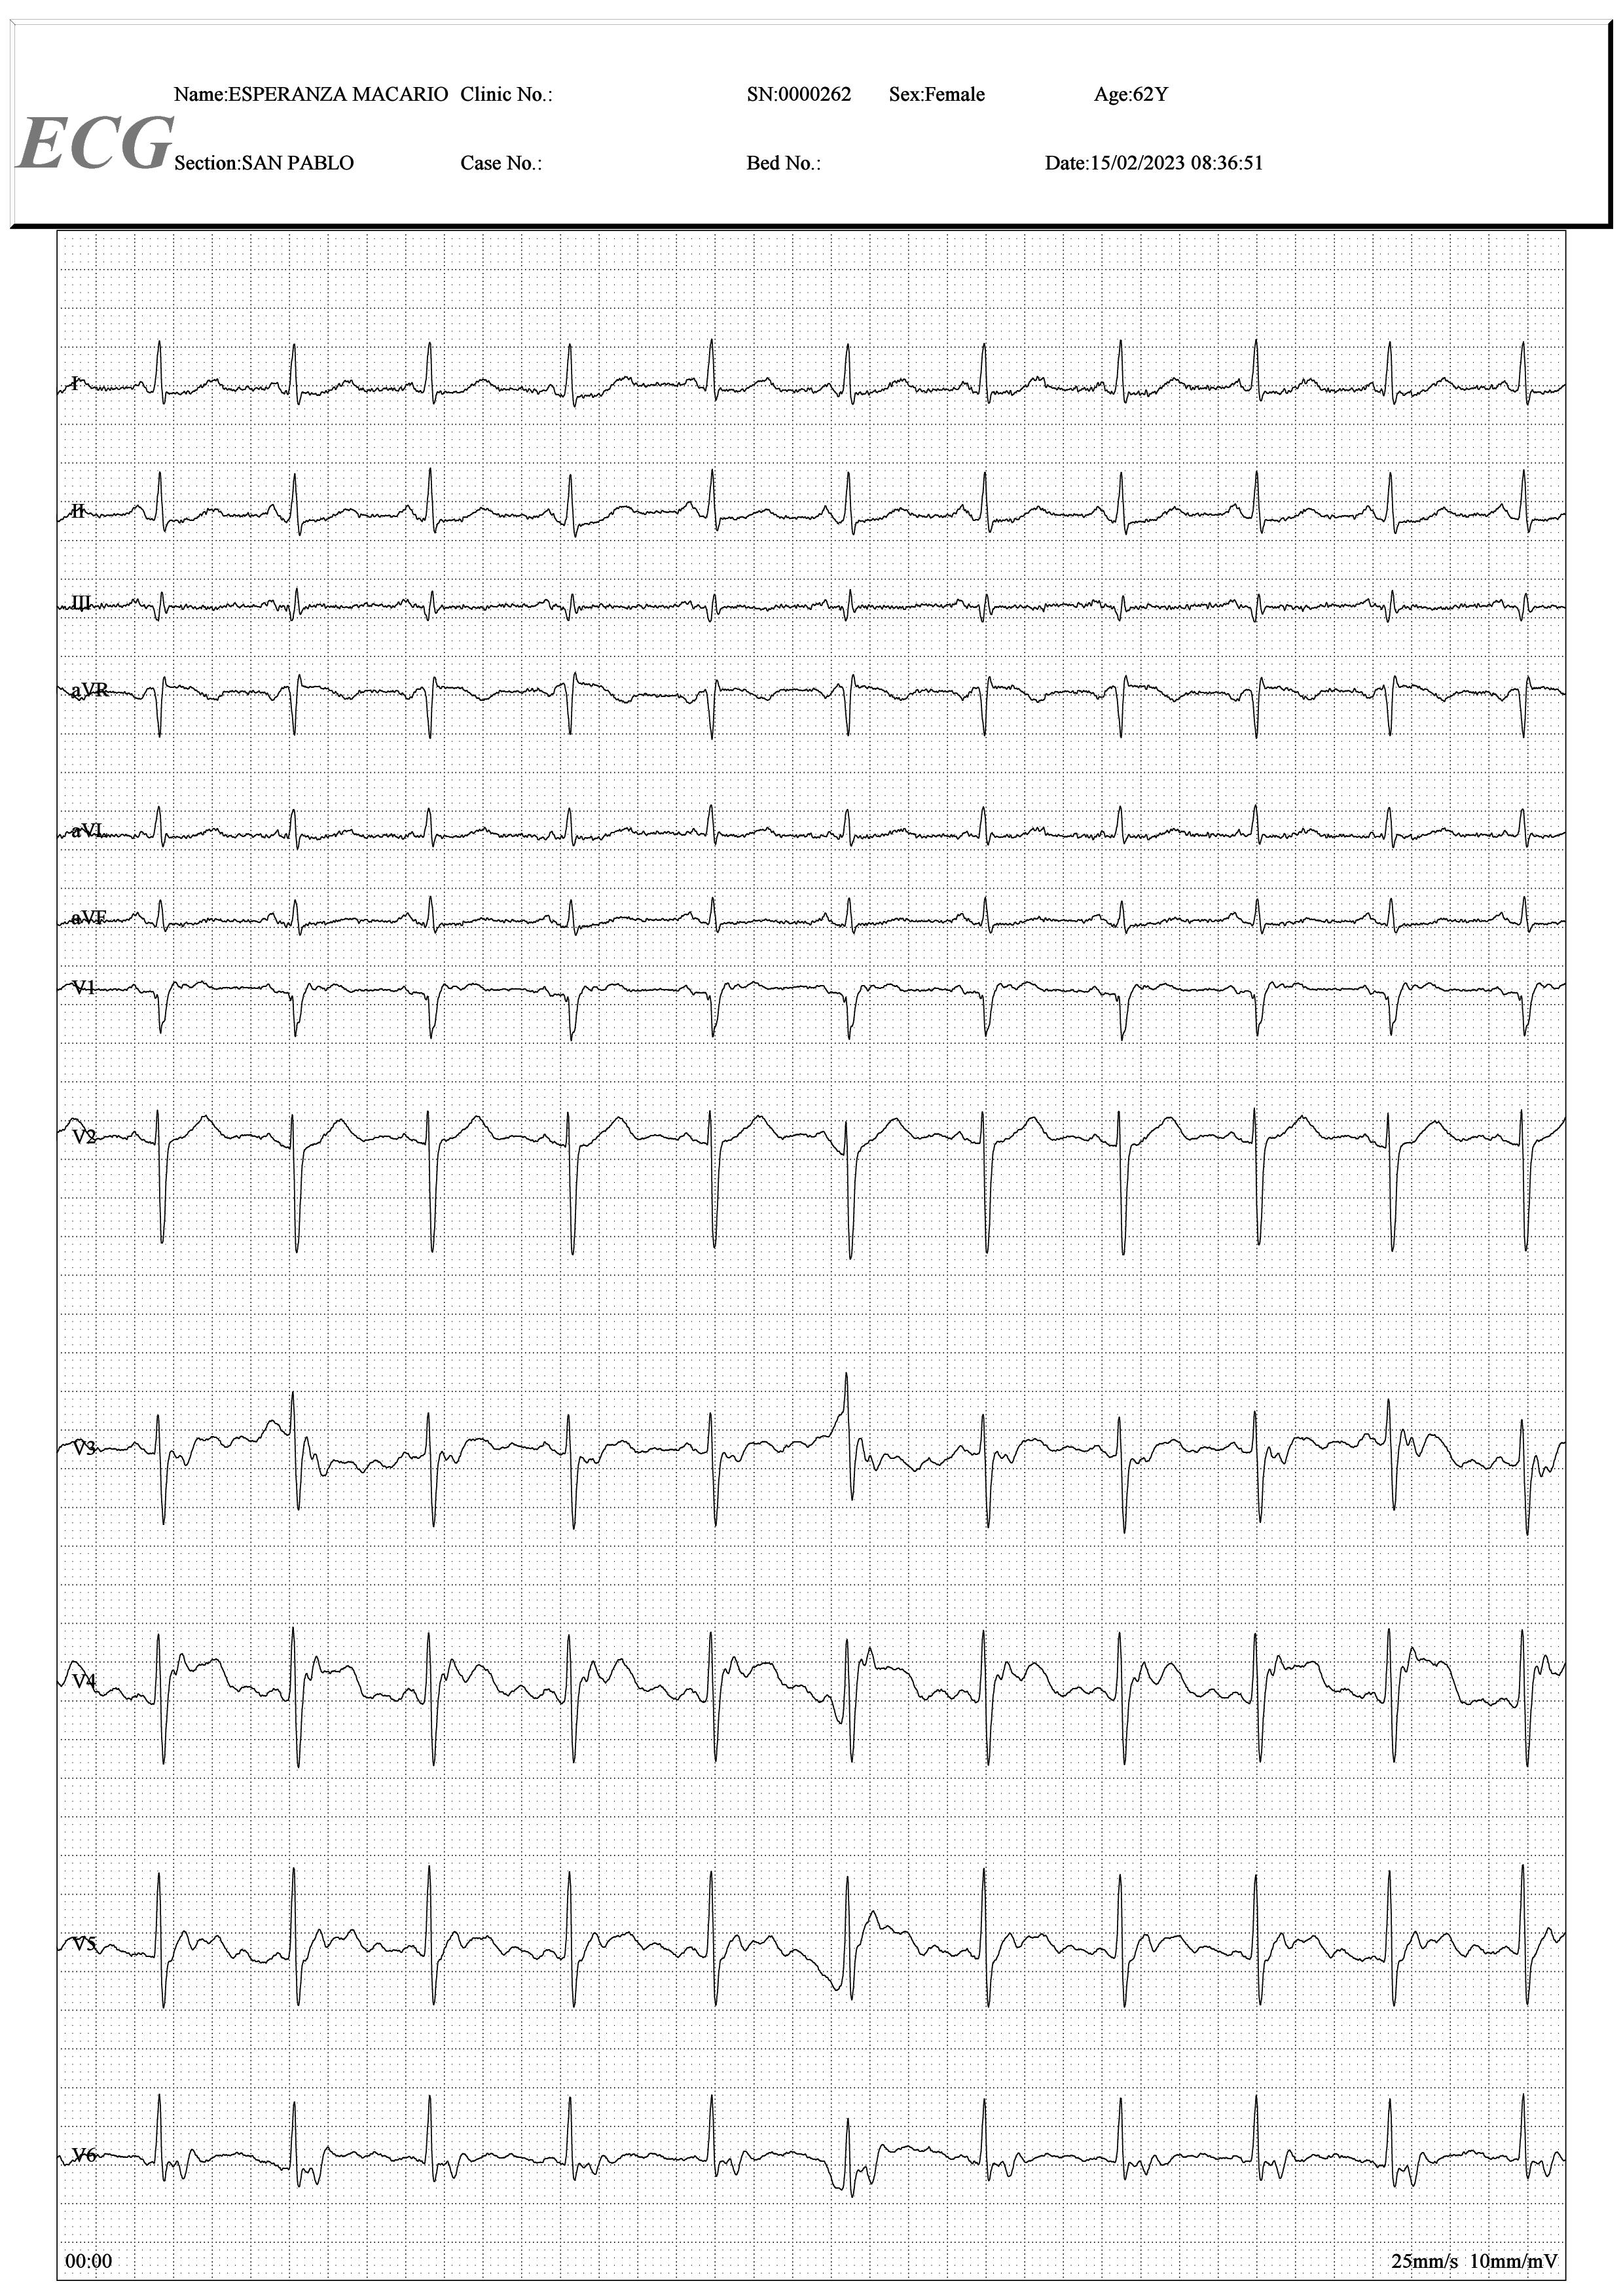 Name:ESPERANZA MACARIO Clinic No.: SN:0000262 Sex:Female Age:62Y
ECG
Section:SAN PABLO Case No.: Bed No.: Date:15/02/2023 08:36:51
I
II
III
aVR
aVL
aVF
V1
V2
V3
V4
V5
V6
00:00 25mm/s 10mm/mV